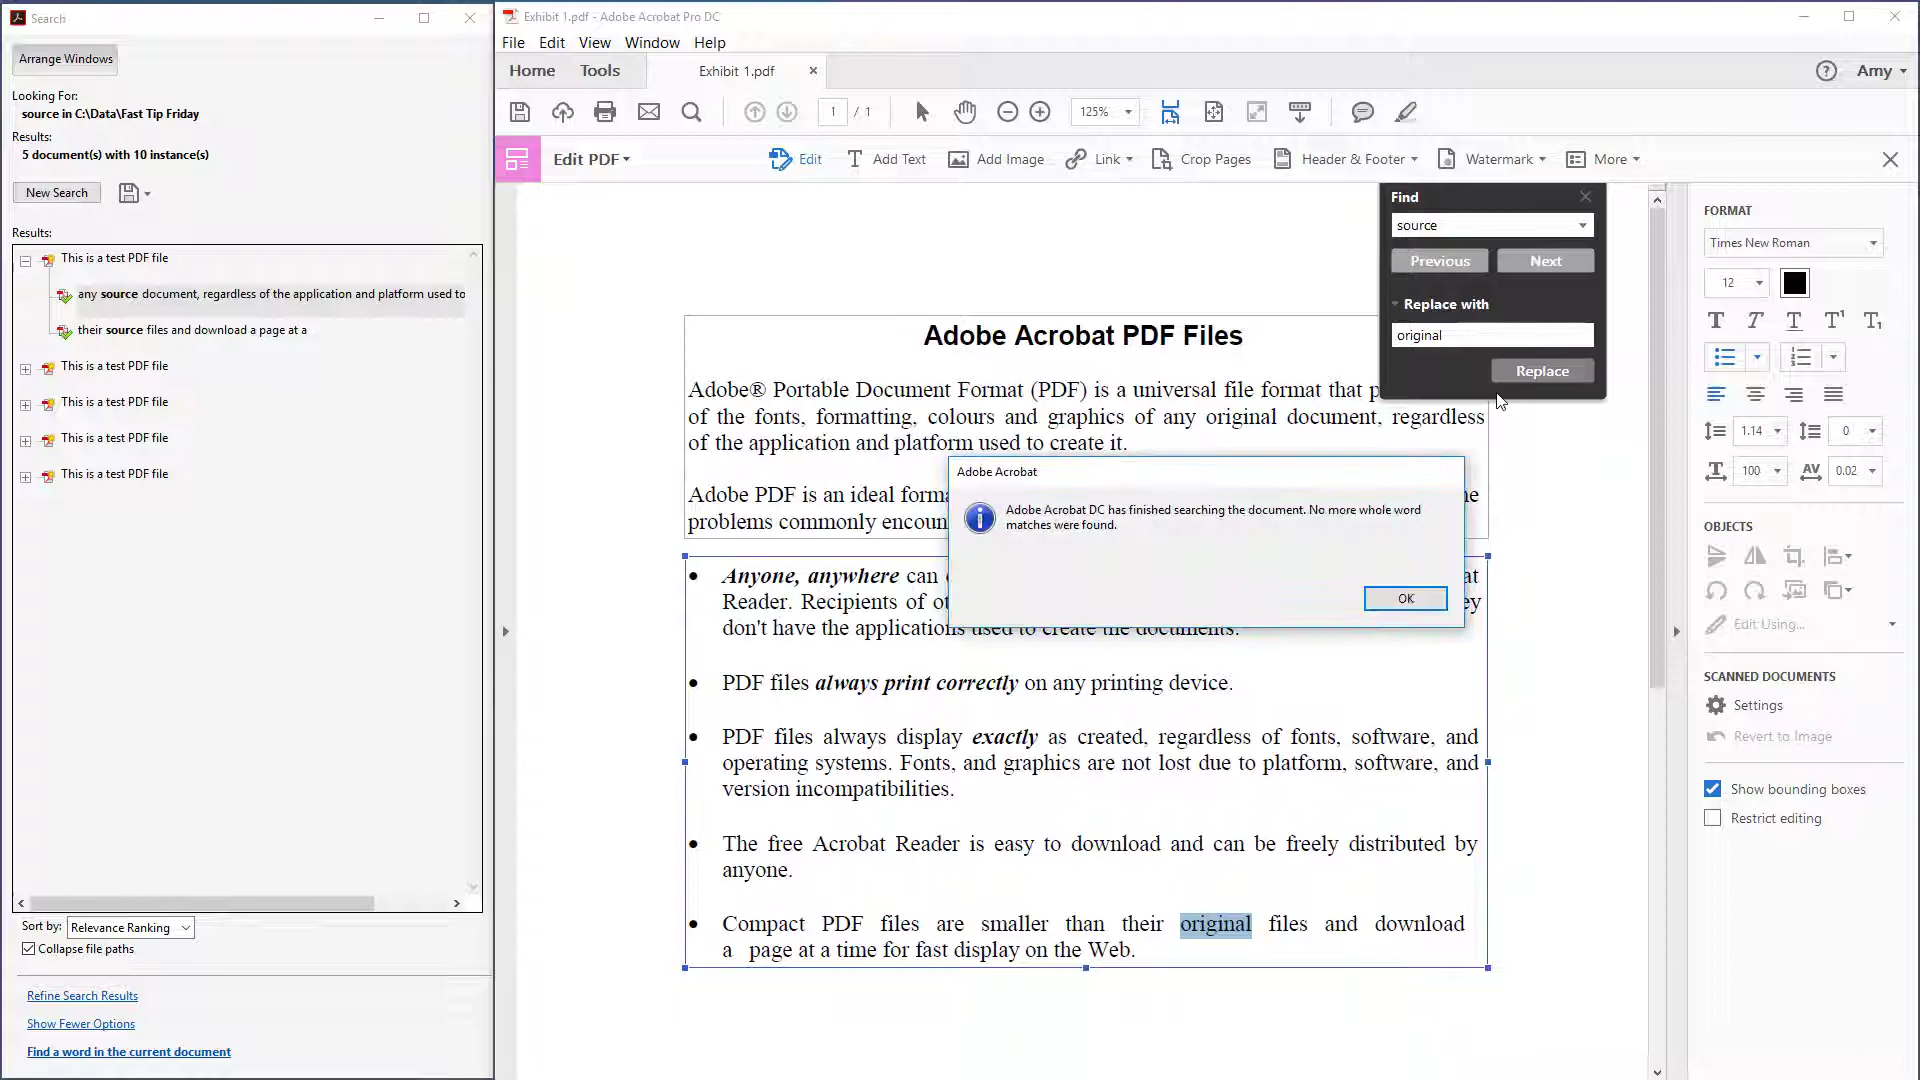 Search
Arrange Windows
Looking For:
source in C:\Data\Fast Tip Friday
Results:
5 document(s) with 10 instance(s)
New Search
Results:
This is a test PDF file
any source document, regardless of the application and platform used to
their source files and download a page at a
This is a test PDF file
This is a test PDF file
This is a test PDF file
This is a test PDF file
Sort by: Relevance Ranking
Collapse file paths
Refine Search Results
Show Fewer Options
Find a word in the current document
Exhibit 1.pdf - Adobe Acrobat Pro DC
File Edit View Window Help
Home Tools Exhibit 1.pdf Amy
1 / 1 125%
Edit PDF Edit Add Text Add Image Link Crop Pages Header & Footer Watermark More
Find
source
Previous Next
Replace with
original
Replace
Adobe Acrobat PDF Files
Adobe® Portable Document Format (PDF) is a universal file format that p
of the fonts, formatting, colours and graphics of any original document, regardless
of the application and platform used to create it.
Adobe PDF is an ideal forma
problems commonly encoun
Adobe Acrobat
Adobe Acrobat DC has finished searching the document. No more whole word
matches were found.
OK
• Anyone, anywhere can
Reader. Recipients of
don't have the applications used to create the documents.
• PDF files always print correctly on any printing device.
• PDF files always display exactly as created, regardless of fonts, software, and
operating systems. Fonts, and graphics are not lost due to platform, software, and
version incompatibilities.
• The free Acrobat Reader is easy to download and can be freely distributed by
anyone.
• Compact PDF files are smaller than their original files and download
a page at a time for fast display on the Web.
FORMAT
Times New Roman
12
1.14 0
100 0.02
OBJECTS
Edit Using...
SCANNED DOCUMENTS
Settings
Revert to Image
Show bounding boxes
Restrict editing